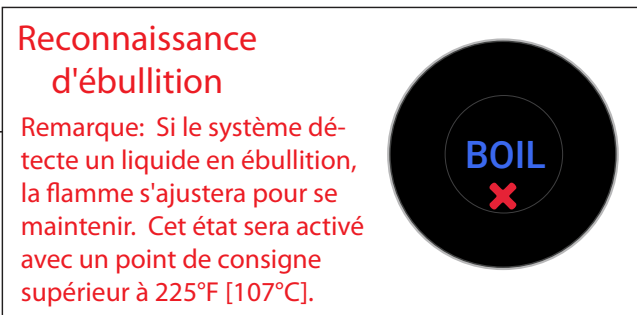 Reconnaissance
d'ébullition
Remarque: Si le système dé-
tecte un liquide en ébullition,
la flamme s'ajustera pour se
maintenir. Cet état sera activé
avec un point de consigne
supérieur à 225°F [107°C].
BOIL